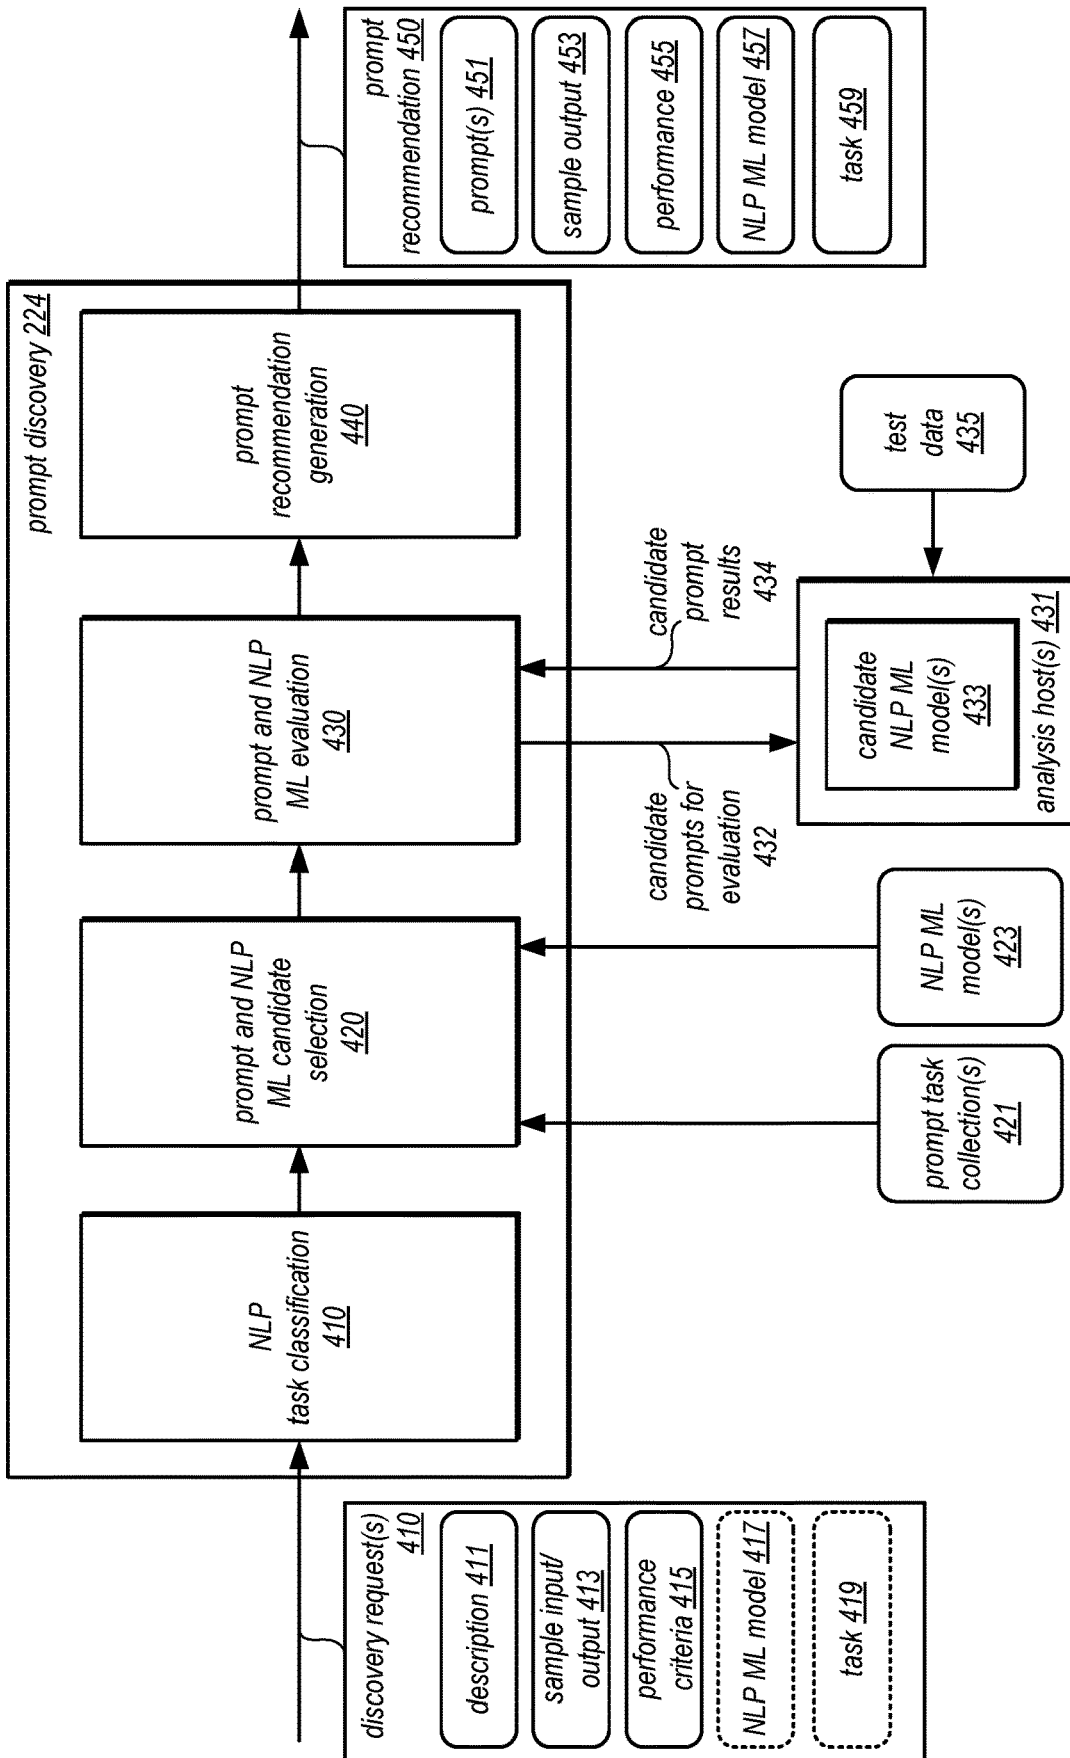 prompt discovery 224
NLP
task classification
410
prompt and NLP
ML candidate
selection
420
prompt and NLP
ML evaluation
430
prompt
recommendation
generation
440
discovery request(s)
410
description 411
sample input/
output 413
performance
criteria 415
NLP ML model 417
task 419
prompt task
collection(s)
421
NLP ML
model(s)
423
candidate
prompts for
evaluation
432
candidate
prompt
results
434
candidate
NLP ML
model(s)
433
analysis host(s) 431
test
data
435
prompt
recommendation 450
prompt(s) 451
sample output 453
performance 455
NLP ML model 457
task 459